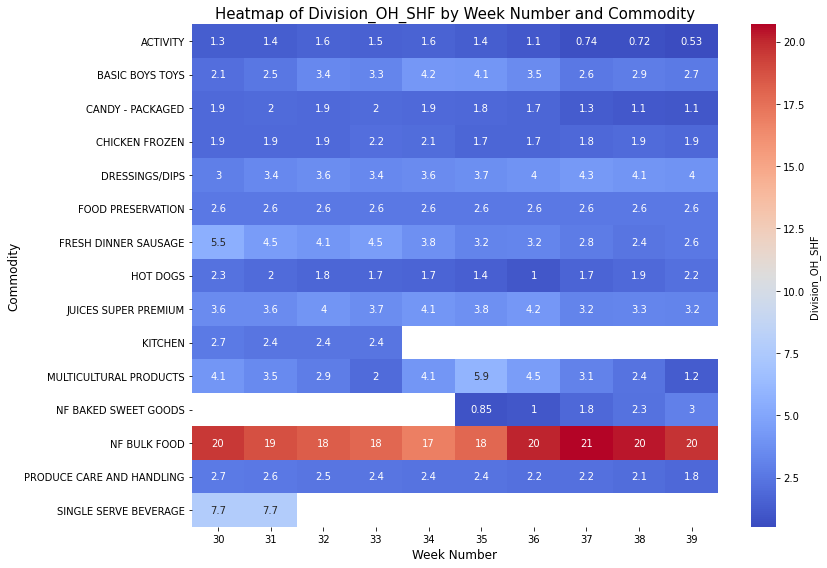 Heatmap of Division_OH_SHF by Week Number and Commodity
Commodity
ACTIVITY 1.3 1.4 1.6 1.5 1.6 1.4 1.1 0.74 0.72 0.53
BASIC BOYS TOYS 2.1 2.5 3.4 3.3 4.2 4.1 3.5 2.6 2.9 2.7
CANDY - PACKAGED 1.9 2 1.9 2 1.9 1.8 1.7 1.3 1.1 1.1
CHICKEN FROZEN 1.9 1.9 1.9 2.2 2.1 1.7 1.7 1.8 1.9 1.9
DRESSINGS/DIPS 3 3.4 3.6 3.4 3.6 3.7 4 4.3 4.1 4
FOOD PRESERVATION 2.6 2.6 2.6 2.6 2.6 2.6 2.6 2.6 2.6 2.6
FRESH DINNER SAUSAGE 5.5 4.5 4.1 4.5 3.8 3.2 3.2 2.8 2.4 2.6
HOT DOGS 2.3 2 1.8 1.7 1.7 1.4 1 1.7 1.9 2.2
JUICES SUPER PREMIUM 3.6 3.6 4 3.7 4.1 3.8 4.2 3.2 3.3 3.2
KITCHEN 2.7 2.4 2.4 2.4
MULTICULTURAL PRODUCTS 4.1 3.5 2.9 2 4.1 5.9 4.5 3.1 2.4 1.2
NF BAKED SWEET GOODS 0.85 1 1.8 2.3 3
NF BULK FOOD 20 19 18 18 17 18 20 21 20 20
PRODUCE CARE AND HANDLING 2.7 2.6 2.5 2.4 2.4 2.4 2.2 2.2 2.1 1.8
SINGLE SERVE BEVERAGE 7.7 7.7
30 31 32 33 34 35 36 37 38 39
Week Number
20.0
17.5
15.0
12.5
10.0
7.5
5.0
2.5
Division_OH_SHF